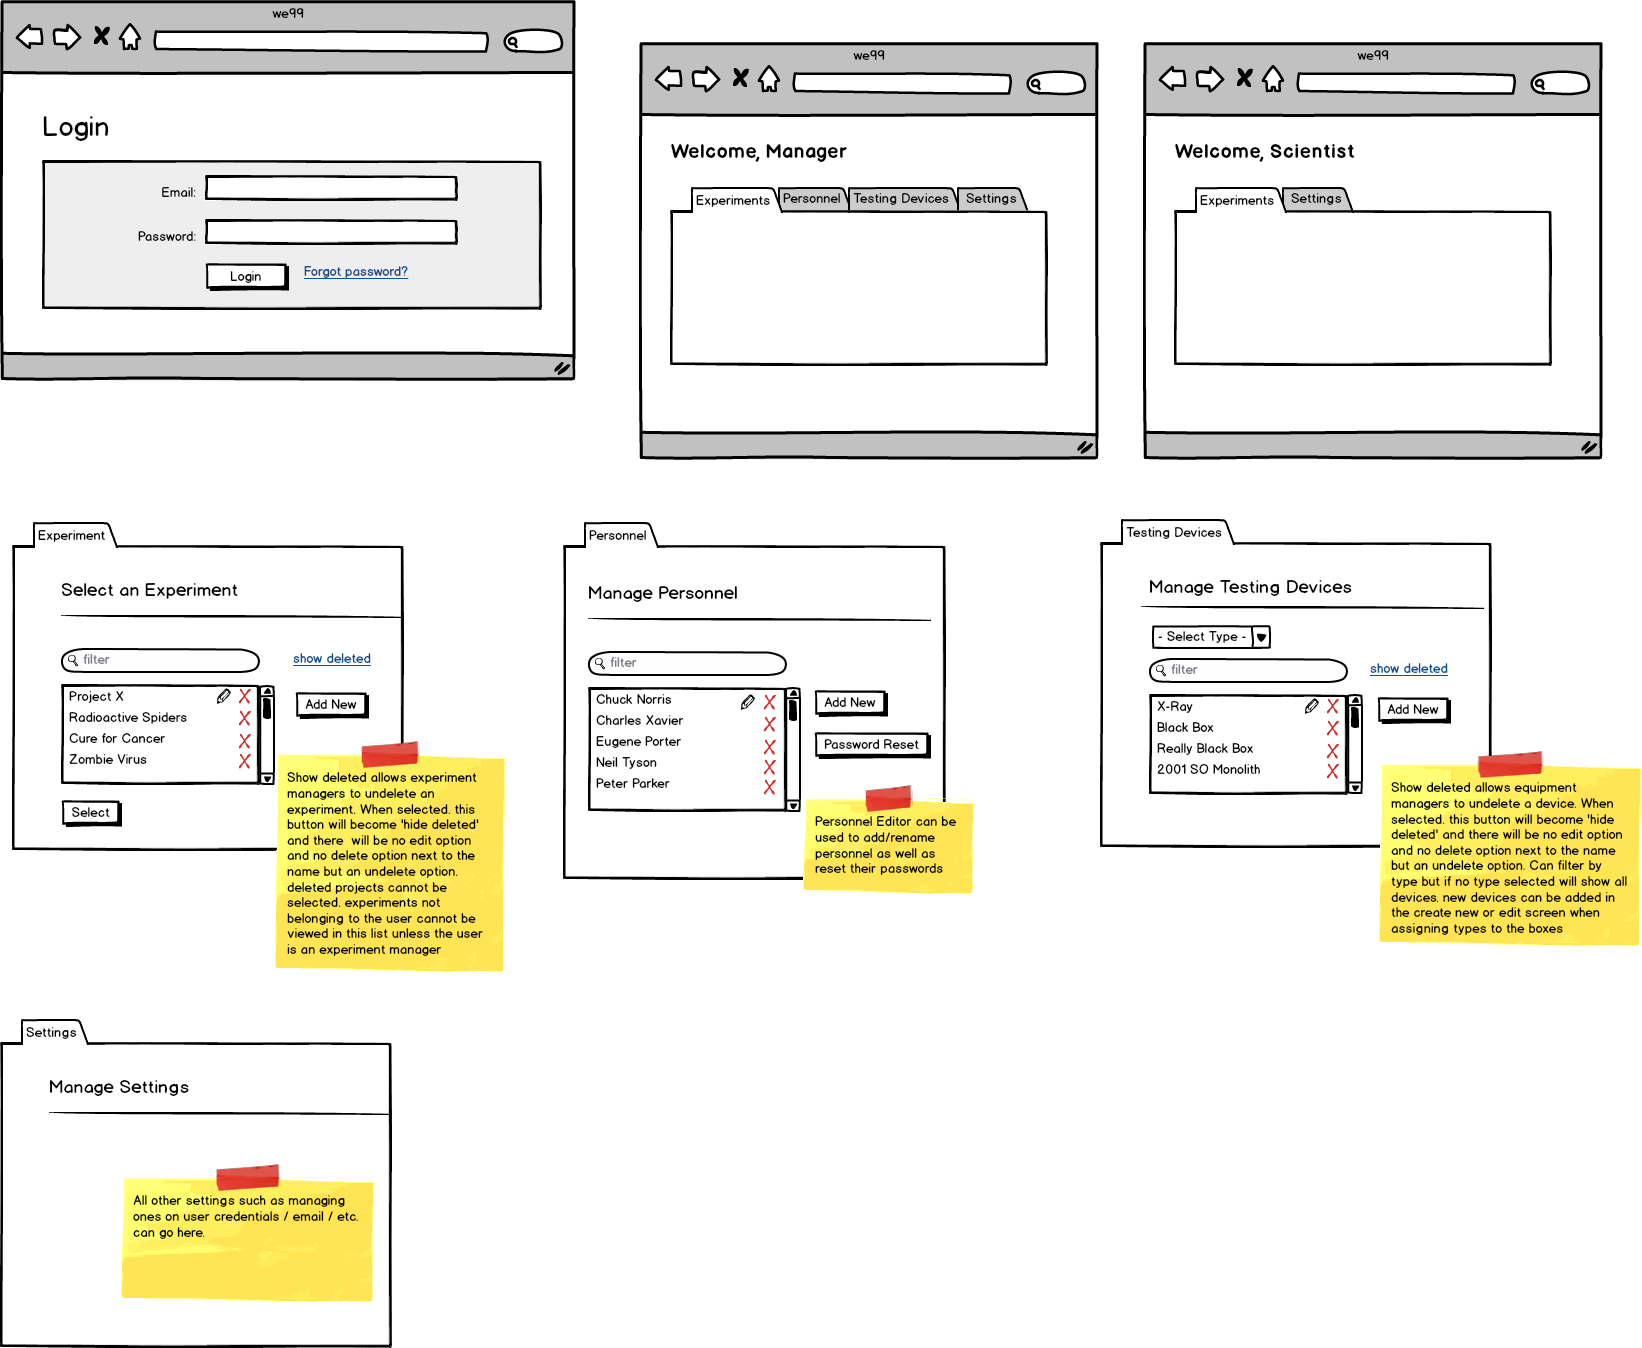 we99
Login
Email:
Password:
Login
Forgot password?
we99
Welcome, Manager
Experiments
Personnel
Testing Devices
Settings
we99
Welcome, Scientist
Experiments
Settings
Experiment
Select an Experiment
filter
show deleted
Project X
Radioactive Spiders
Cure for Cancer
Zombie Virus
Add New
Select
Show deleted allows experiment
managers to undelete an
experiment. When selected. this
button will become 'hide deleted'
and there will be no edit option
and no delete option next to the
name but an undelete option.
deleted projects cannot be
selected. experiments not
belonging to the user cannot be
viewed in this list unless the user
is an experiment manager
Personnel
Manage Personnel
filter
Chuck Norris
Charles Xavier
Eugene Porter
Neil Tyson
Peter Parker
Add New
Password Reset
Personnel Editor can be
used to add/rename
personnel as well as
reset their passwords
Testing Devices
Manage Testing Devices
- Select Type -
filter
show deleted
X-Ray
Black Box
Really Black Box
2001 SO Monolith
Add New
Show deleted allows equipment
managers to undelete a device. When
selected. this button will become 'hide
deleted' and there will be no edit option
and no delete option next to the name
but an undelete option. Can filter by
type but if no type selected will show all
devices. new devices can be added in
the create new or edit screen when
assigning types to the boxes
Settings
Manage Settings
All other settings such as managing
ones on user credentials / email / etc.
can go here.